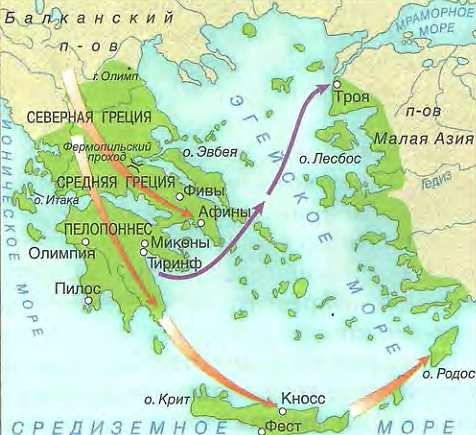 Балканский
п-ов
МРАМОРНОЕ
МОРЕ
г. Олимп
Троя
СЕВЕРНАЯ ГРЕЦИЯ
ЭГЕЙСКОЕ
МОРЕ
п-ов
Малая Азия
Фермопильский
проход
о. Эвбея
о. Лесбос
ИОНИЧЕСКОЕ
МОРЕ
СРЕДНЯЯ ГРЕЦИЯ
Гедиз
Фивы
о. Итака
Афины
ПЕЛОПОННЕС
Микены
Олимпия
Тиринф
Пилос
о. Родос
о. Крит
Кносс
Фест
СРЕДИЗЕМНОЕ
МОРЕ